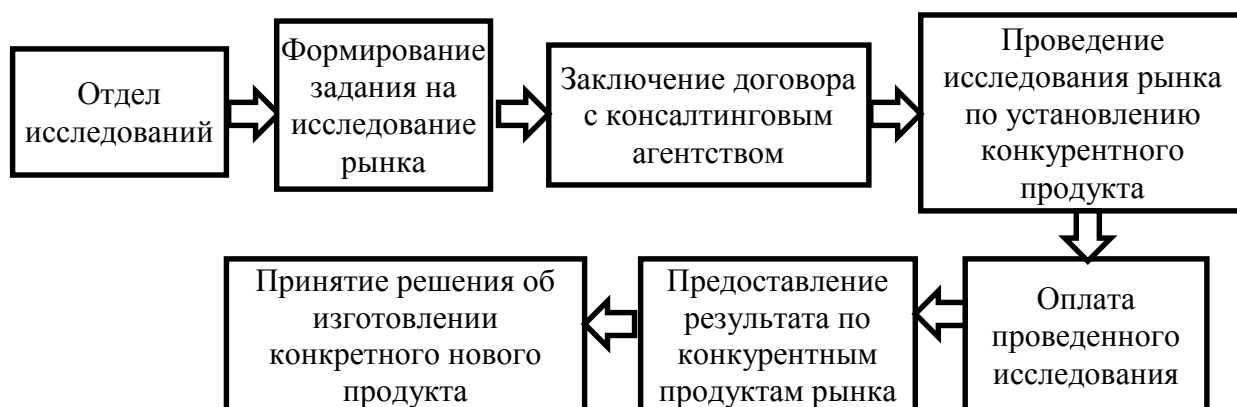 Отдел
исследований
Формирование
задания на
исследование
рынка
Заключение договора
с консалтинговым
агентством
Проведение
исследования рынка
по установлению
конкурентного
продукта
Оплата
проведенного
исследования
Предоставление
результата по
конкурентным
продуктам рынка
Принятие решения об
изготовлении
конкретного нового
продукта